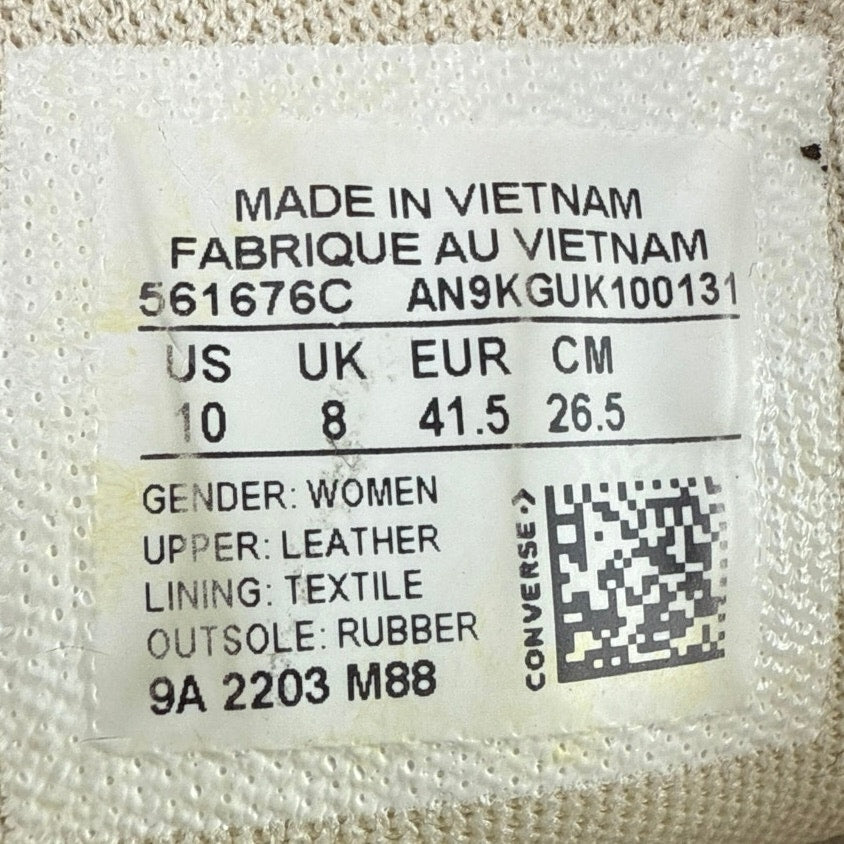 MADE IN VIETNAM
FABRIQUE AU VIETNAM
561676C AN9KGUK100131
US UK EUR CM
10 8 41.5 26.5
GENDER: WOMEN
UPPER: LEATHER
LINING: TEXTILE
OUTSOLE: RUBBER
9A 2203 M88
CONVERSE